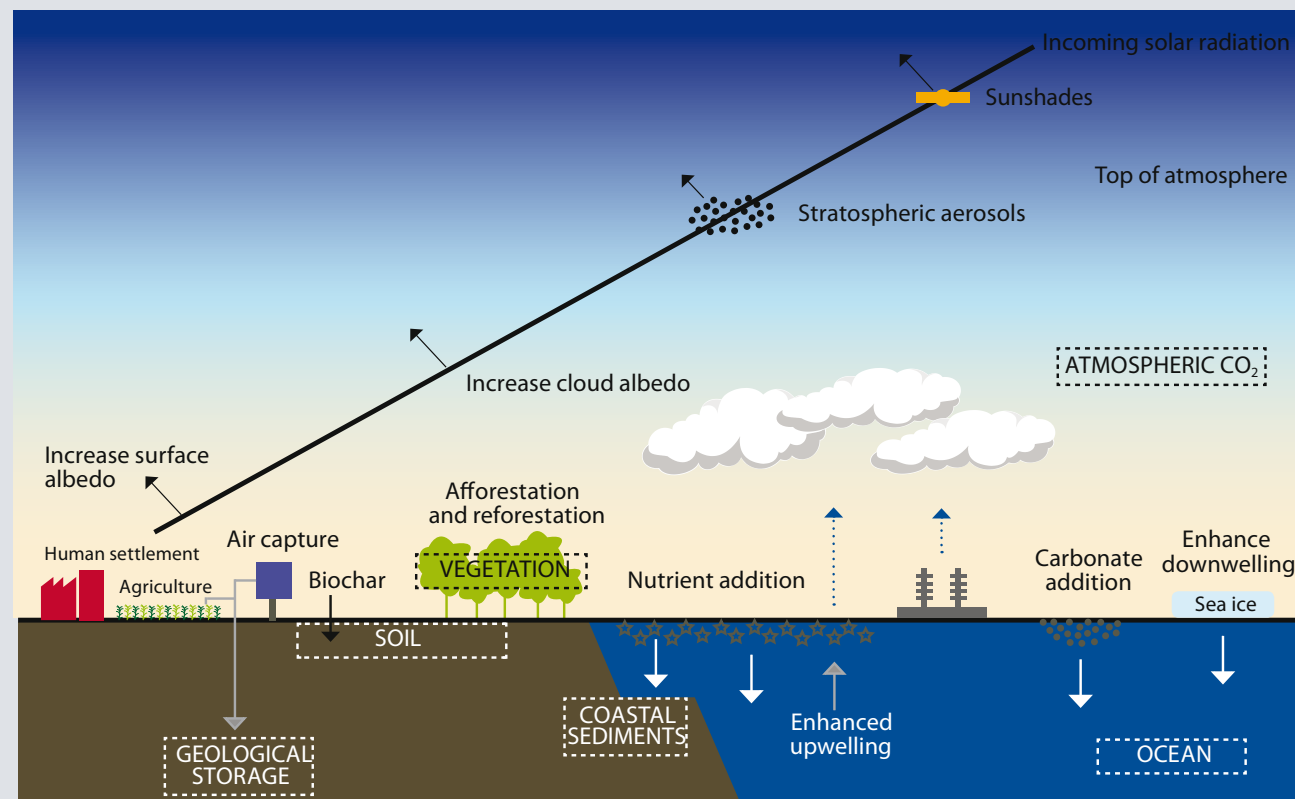 Incoming solar radiation
Sunshades
Top of atmosphere
Stratospheric aerosols
ATMOSPHERIC CO₂
Increase cloud albedo
Increase surface
albedo
Afforestation
and reforestation
Human settlement
Air capture
Agriculture
Biochar
VEGETATION
Nutrient addition
Carbonate
addition
Enhance
downwelling
Sea ice
SOIL
COASTAL
SEDIMENTS
Enhanced
upwelling
GEOLOGICAL
STORAGE
OCEAN